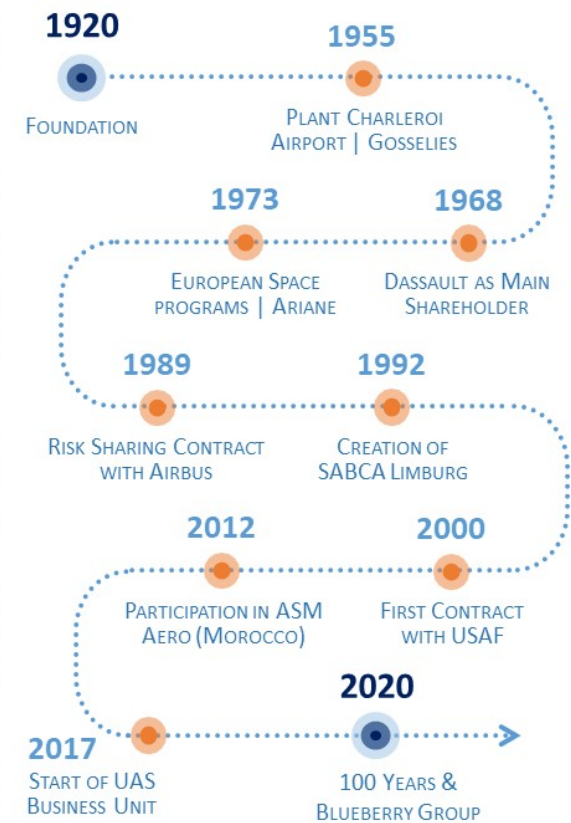 1920
FOUNDATION
1955
PLANT CHARLEROI
AIRPORT | GOSSELIES
1968
DASSAULT AS MAIN
SHAREHOLDER
1973
EUROPEAN SPACE
PROGRAMS | ARIANE
1989
RISK SHARING CONTRACT
WITH AIRBUS
1992
CREATION OF
SABCA LIMBURG
2000
FIRST CONTRACT
WITH USAF
2012
PARTICIPATION IN ASM
AERO (MOROCCO)
2017
START OF UAS
BUSINESS UNIT
2020
100 YEARS &
BLUEBERRY GROUP